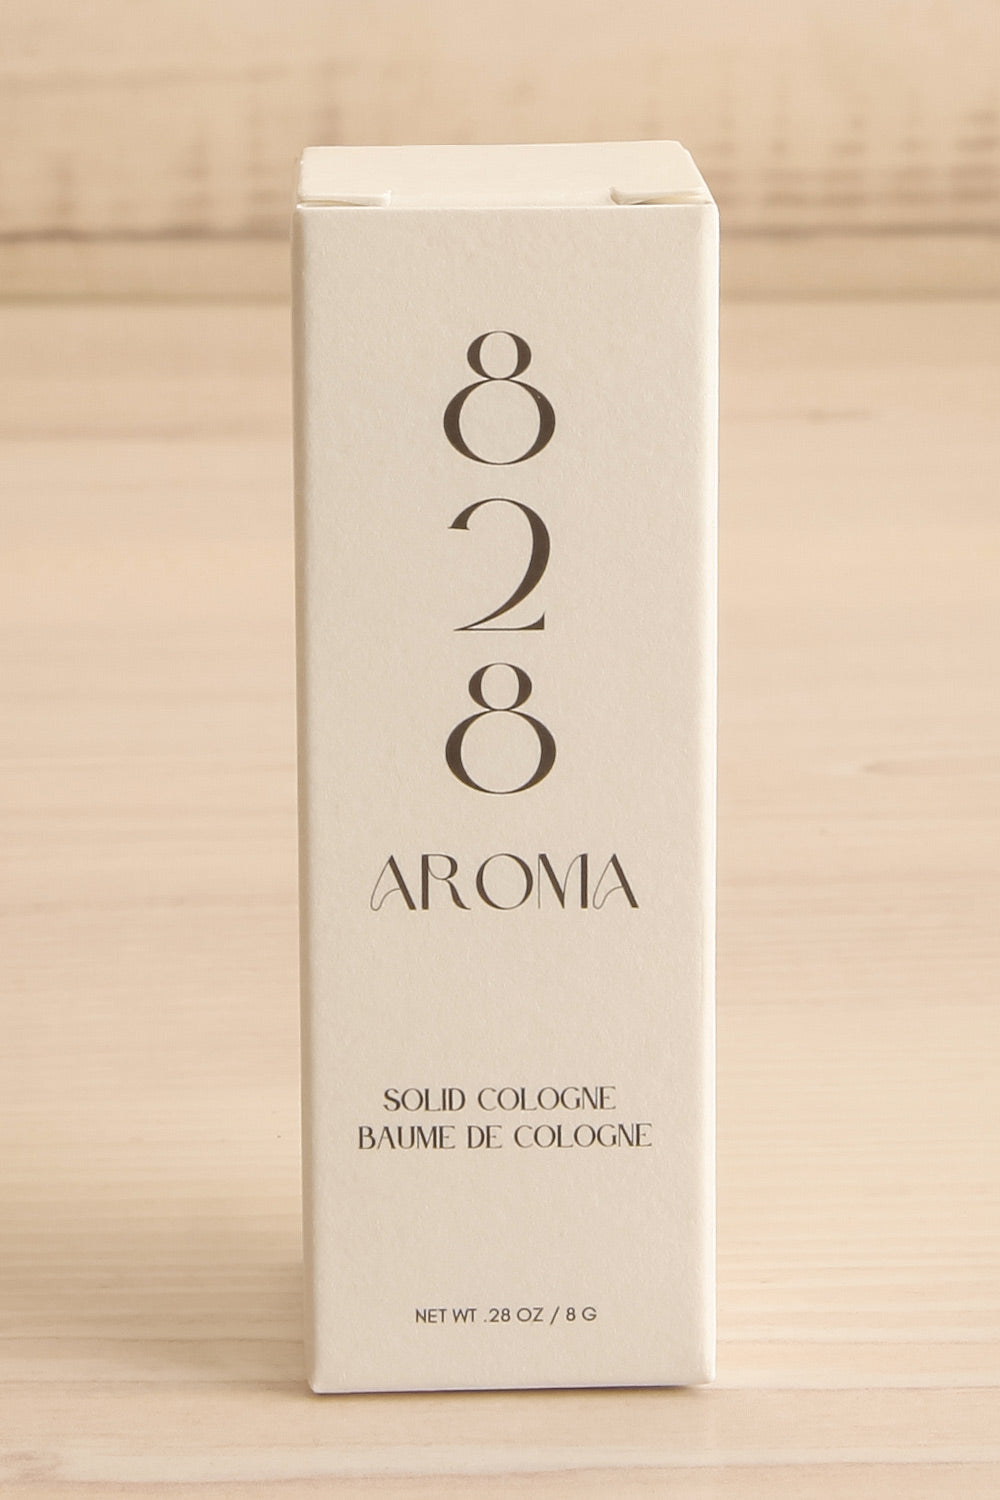 8
2
8
AROMA
SOLID COLOGNE
BAUME DE COLOGNE
NET WT .28 OZ / 8 G